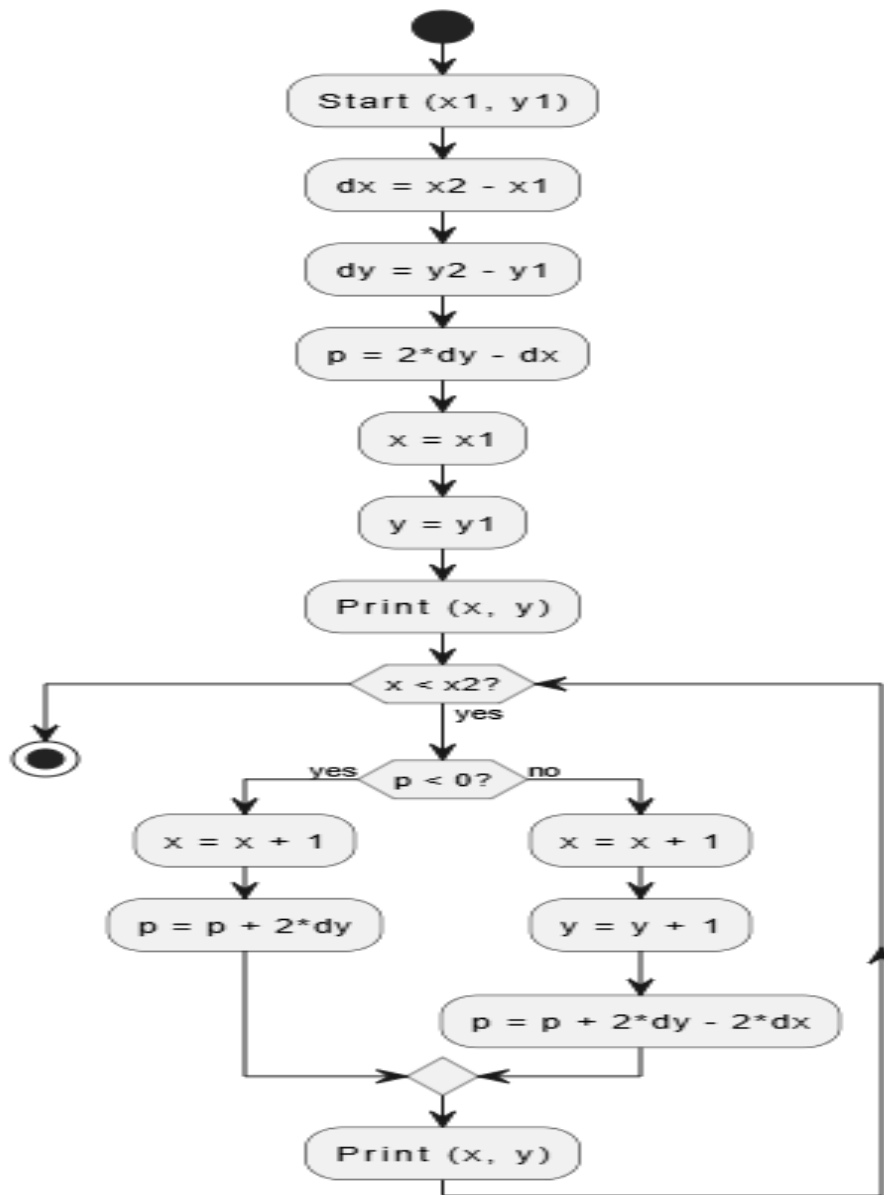 Start (x1, y1)
dx = x2 - x1
dy = y2 - y1
p = 2*dy - dx
x = x1
y = y1
Print (x, y)
x < x2?
yes
yes
p < 0?
no
x = x + 1
x = x + 1
p = p + 2*dy
y = y + 1
p = p + 2*dy - 2*dx
Print (x, y)